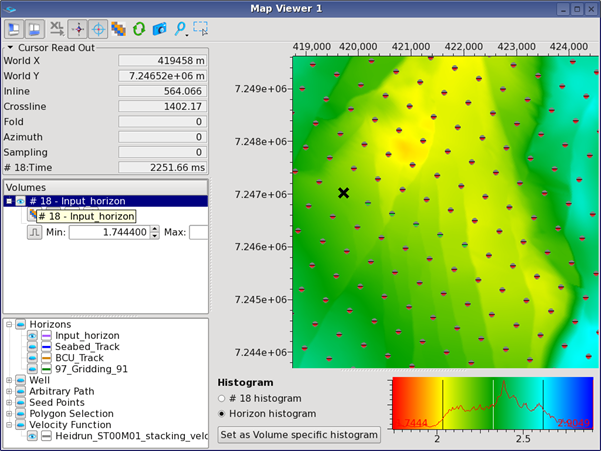 Map Viewer 1
XL
Cursor Read Out
World X 419458 m
World Y 7.24652e+06 m
Inline 564.066
Crossline 1402.17
Fold 0
Azimuth 0
Sampling 0
# 18:Time 2251.66 ms
Volumes
# 18 - Input_horizon
# 18 - Input_horizon
Min: 1.744400 Max:
Horizons
Input_horizon
Seabed_Track
BCU_Track
97_Gridding_91
Well
Arbitrary Path
Seed Points
Polygon Selection
Velocity Function
Heidrun_ST00M01_stacking_velo
419,000 420,000 421,000 422,000 423,000 424,000
7.249e+06
7.248e+06
7.247e+06
7.246e+06
7.245e+06
7.244e+06
Histogram
# 18 histogram
Horizon histogram
Set as Volume specific histogram
2 2.5